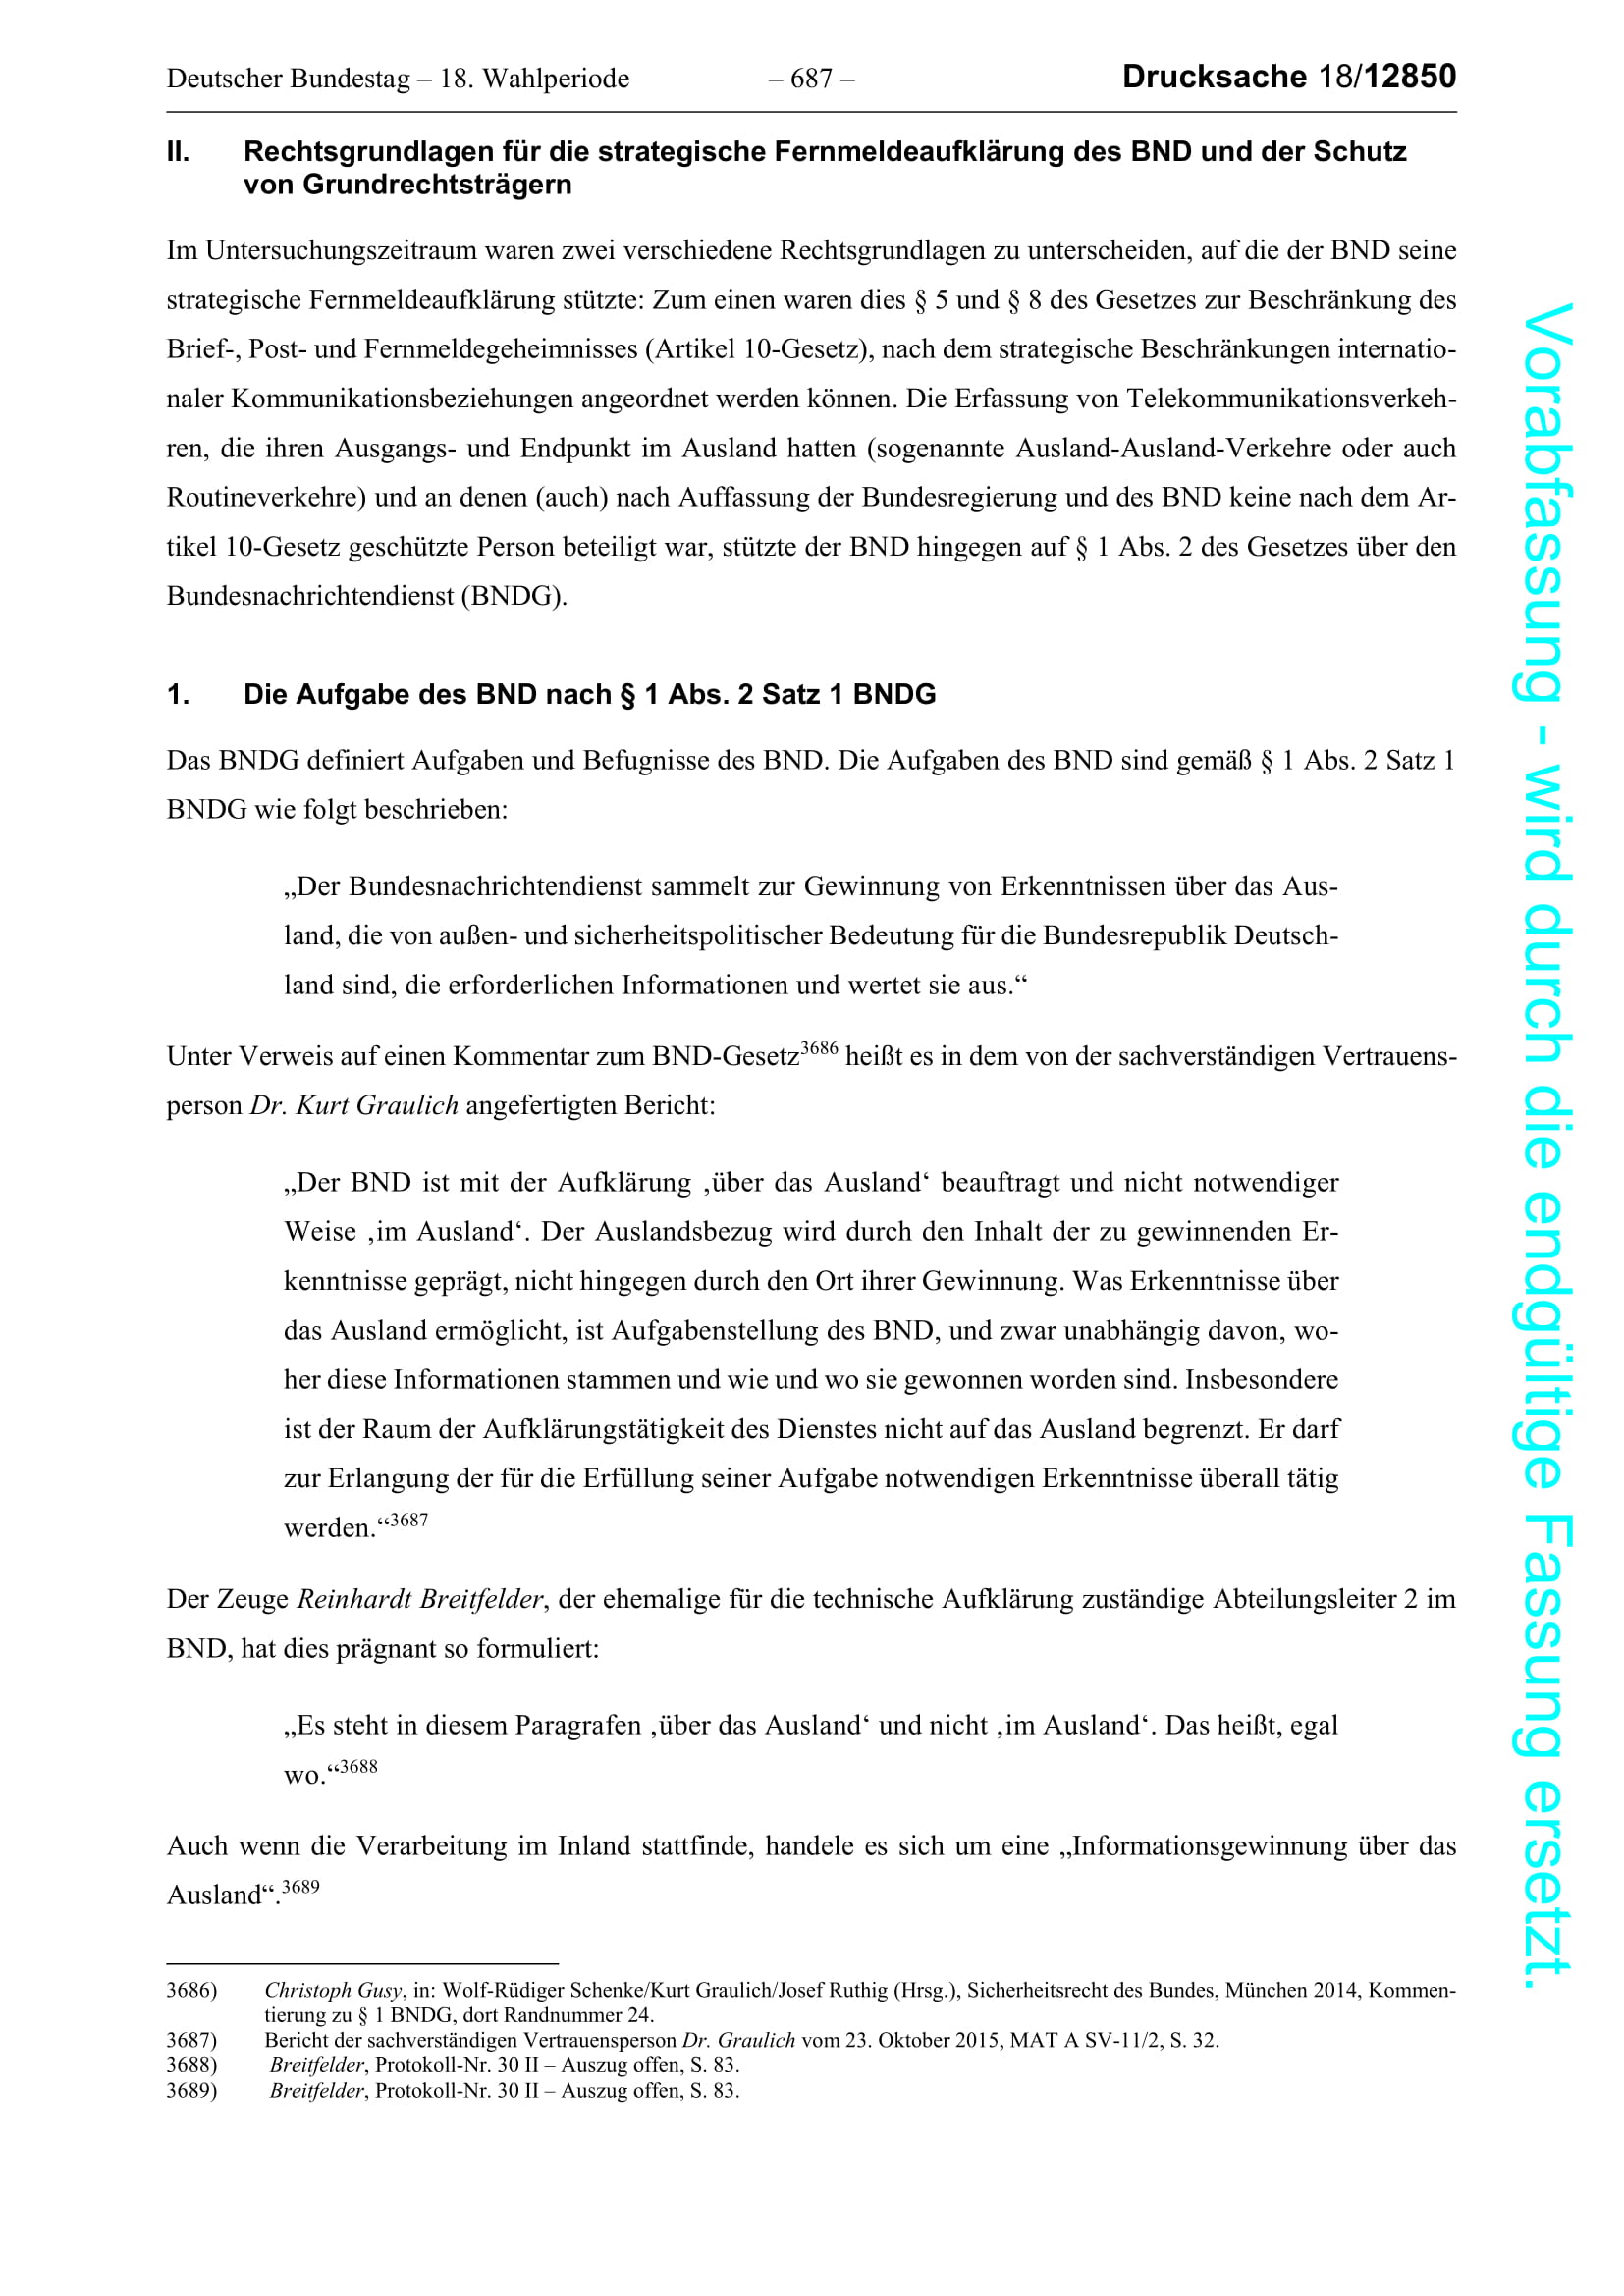 Deutscher Bundestag – 18. Wahlperiode – 687 – Drucksache 18/12850
II. Rechtsgrundlagen für die strategische Fernmeldeaufklärung des BND und der Schutz
von Grundrechtsträgern
Im Untersuchungszeitraum waren zwei verschiedene Rechtsgrundlagen zu unterscheiden, auf die der BND seine
strategische Fernmeldeaufklärung stützte: Zum einen waren dies § 5 und § 8 des Gesetzes zur Beschränkung des
Brief-, Post- und Fernmeldegeheimnisses (Artikel 10-Gesetz), nach dem strategische Beschränkungen internatio-
naler Kommunikationsbeziehungen angeordnet werden können. Die Erfassung von Telekommunikationsverkeh-
ren, die ihren Ausgangs- und Endpunkt im Ausland hatten (sogenannte Ausland-Ausland-Verkehre oder auch
Routineverkehre) und an denen (auch) nach Auffassung der Bundesregierung und des BND keine nach dem Ar-
tikel 10-Gesetz geschützte Person beteiligt war, stützte der BND hingegen auf § 1 Abs. 2 des Gesetzes über den
Bundesnachrichtendienst (BNDG).
1. Die Aufgabe des BND nach § 1 Abs. 2 Satz 1 BNDG
Das BNDG definiert Aufgaben und Befugnisse des BND. Die Aufgaben des BND sind gemäß § 1 Abs. 2 Satz 1
BNDG wie folgt beschrieben:
„Der Bundesnachrichtendienst sammelt zur Gewinnung von Erkenntnissen über das Aus-
land, die von außen- und sicherheitspolitischer Bedeutung für die Bundesrepublik Deutsch-
land sind, die erforderlichen Informationen und wertet sie aus.“
Unter Verweis auf einen Kommentar zum BND-Gesetz3686 heißt es in dem von der sachverständigen Vertrauens-
person Dr. Kurt Graulich angefertigten Bericht:
„Der BND ist mit der Aufklärung ‚über das Ausland‘ beauftragt und nicht notwendiger
Weise ‚im Ausland‘. Der Auslandsbezug wird durch den Inhalt der zu gewinnenden Er-
kenntnisse geprägt, nicht hingegen durch den Ort ihrer Gewinnung. Was Erkenntnisse über
das Ausland ermöglicht, ist Aufgabenstellung des BND, und zwar unabhängig davon, wo-
her diese Informationen stammen und wie und wo sie gewonnen worden sind. Insbesondere
ist der Raum der Aufklärungstätigkeit des Dienstes nicht auf das Ausland begrenzt. Er darf
zur Erlangung der für die Erfüllung seiner Aufgabe notwendigen Erkenntnisse überall tätig
werden.“3687
Der Zeuge Reinhardt Breitfelder, der ehemalige für die technische Aufklärung zuständige Abteilungsleiter 2 im
BND, hat dies prägnant so formuliert:
„Es steht in diesem Paragrafen ‚über das Ausland‘ und nicht ‚im Ausland‘. Das heißt, egal
wo.“3688
Auch wenn die Verarbeitung im Inland stattfinde, handele es sich um eine „Informationsgewinnung über das
Ausland“.3689
3686) Christoph Gusy, in: Wolf-Rüdiger Schenke/Kurt Graulich/Josef Ruthig (Hrsg.), Sicherheitsrecht des Bundes, München 2014, Kommen-
tierung zu § 1 BNDG, dort Randnummer 24.
3687) Bericht der sachverständigen Vertrauensperson Dr. Graulich vom 23. Oktober 2015, MAT A SV-11/2, S. 32.
3688) Breitfelder, Protokoll-Nr. 30 II – Auszug offen, S. 83.
3689) Breitfelder, Protokoll-Nr. 30 II – Auszug offen, S. 83.
Vorabfassung - wird durch die endgültige Fassung ersetzt.